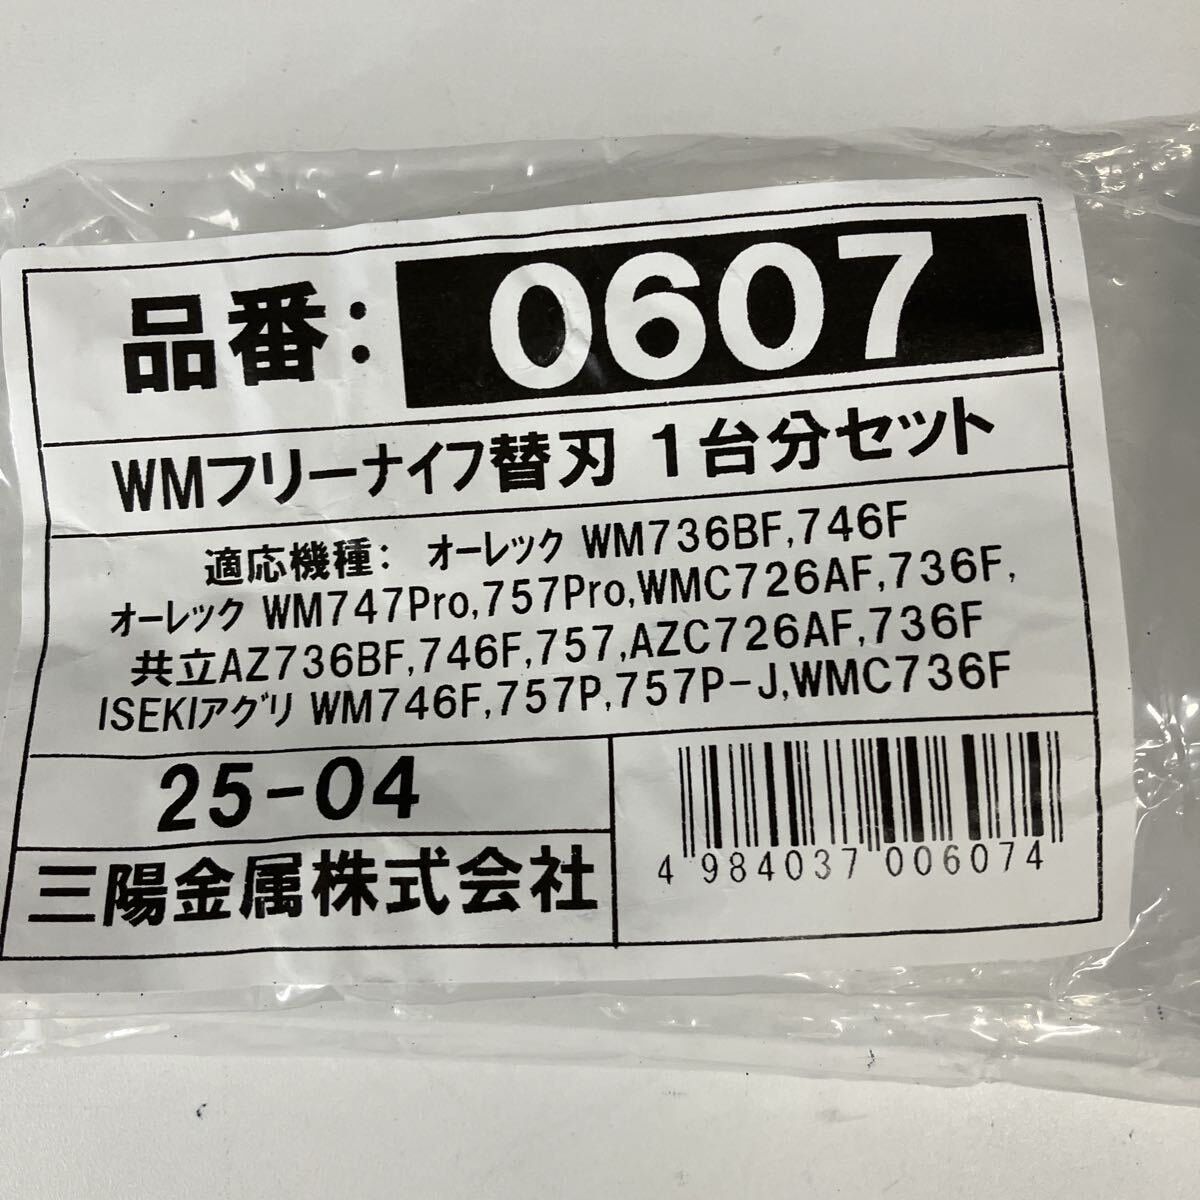 品番: 0607
WMフリーナイフ替刃 1台分セット
適応機種: オーレック WM736BF,746F
オーレック WM747Pro,757Pro,WMC726AF,736F,
共立AZ736BF,746F,757,AZC726AF,736F
ISEKIアグリ WM746F,757P,757P-J,WMC736F
25-04
三陽金属株式会社
4 984037 006074